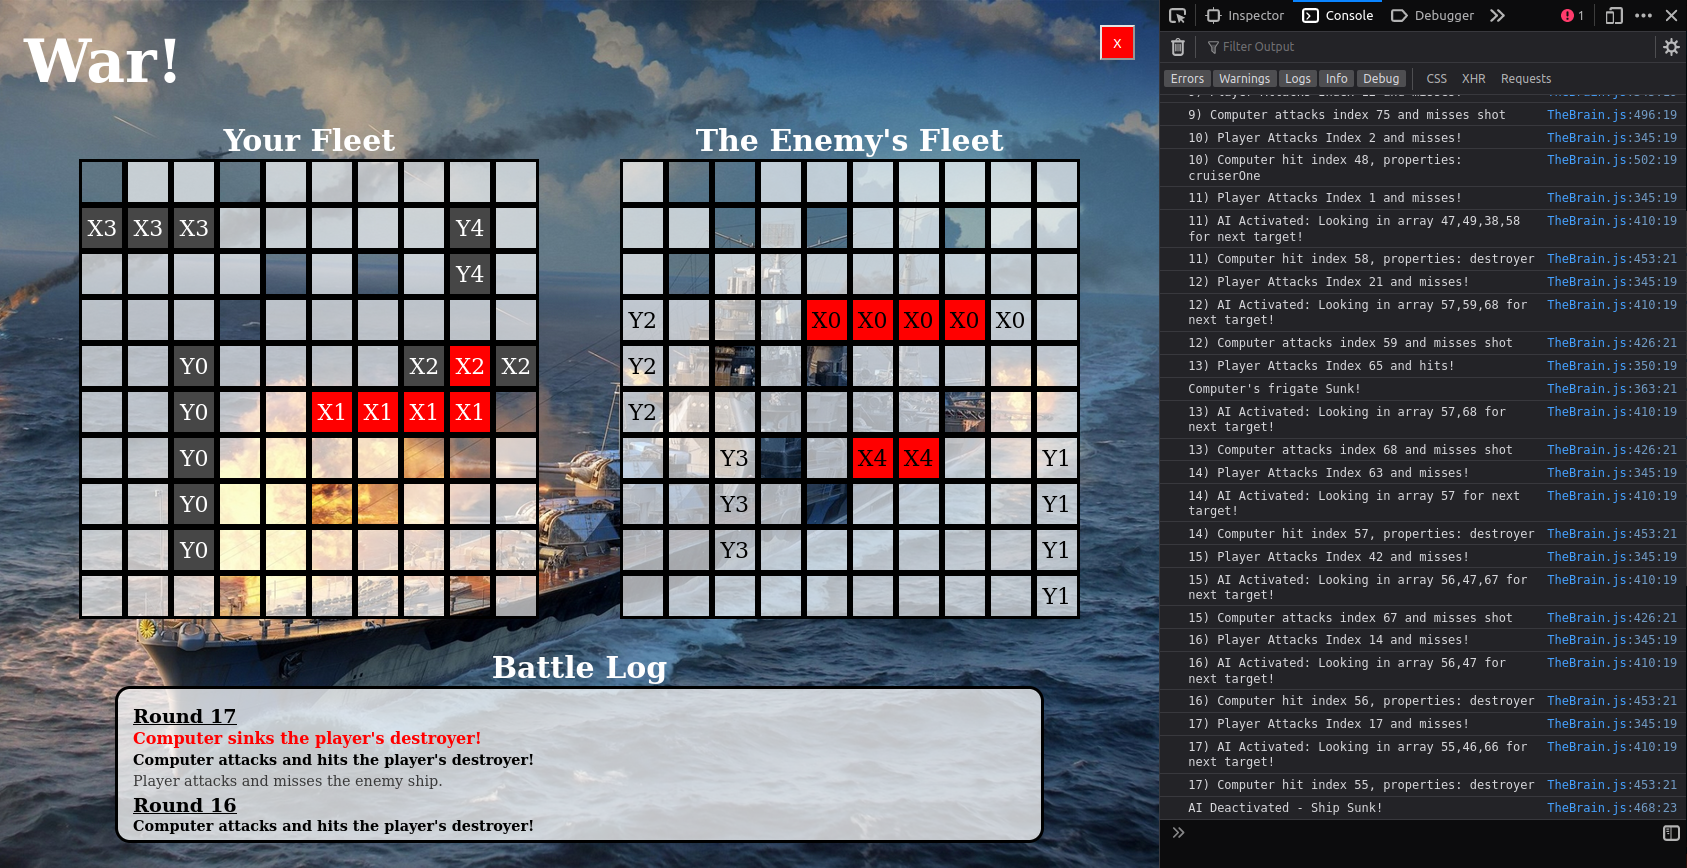 War!
X
Your Fleet
The Enemy's Fleet
X3 X3 X3 Y4
Y4
Y2 X0 X0 X0 X0 X0
Y0 X2 X2 X2 Y2
Y0 X1 X1 X1 X1 Y2
Y0 Y3 X4 X4 Y1
Y0 Y3 Y1
Y0 Y3 Y1
Y1
Battle Log
Round 17
Computer sinks the player's destroyer!
Computer attacks and hits the player's destroyer!
Player attacks and misses the enemy ship.
Round 16
Computer attacks and hits the player's destroyer!
Inspector Console Debugger 1
Filter Output
Errors Warnings Logs Info Debug CSS XHR Requests
9) Computer attacks index 75 and misses shot TheBrain.js:496:19
10) Player Attacks Index 2 and misses! TheBrain.js:345:19
10) Computer hit index 48, properties: TheBrain.js:502:19
cruiserOne
11) Player Attacks Index 1 and misses! TheBrain.js:345:19
11) AI Activated: Looking in array 47,49,38,58 TheBrain.js:410:19
for next target!
11) Computer hit index 58, properties: destroyer TheBrain.js:453:21
12) Player Attacks Index 21 and misses! TheBrain.js:345:19
12) AI Activated: Looking in array 57,59,68 for TheBrain.js:410:19
next target!
12) Computer attacks index 59 and misses shot TheBrain.js:426:21
13) Player Attacks Index 65 and hits! TheBrain.js:350:19
Computer's frigate Sunk! TheBrain.js:363:21
13) AI Activated: Looking in array 57,68 for TheBrain.js:410:19
next target!
13) Computer attacks index 68 and misses shot TheBrain.js:426:21
14) Player Attacks Index 63 and misses! TheBrain.js:345:19
14) AI Activated: Looking in array 57 for next TheBrain.js:410:19
target!
14) Computer hit index 57, properties: destroyer TheBrain.js:453:21
15) Player Attacks Index 42 and misses! TheBrain.js:345:19
15) AI Activated: Looking in array 56,47,67 for TheBrain.js:410:19
next target!
15) Computer attacks index 67 and misses shot TheBrain.js:426:21
16) Player Attacks Index 14 and misses! TheBrain.js:345:19
16) AI Activated: Looking in array 56,47 for TheBrain.js:410:19
next target!
16) Computer hit index 56, properties: destroyer TheBrain.js:453:21
17) Player Attacks Index 17 and misses! TheBrain.js:345:19
17) AI Activated: Looking in array 55,46,66 for TheBrain.js:410:19
next target!
17) Computer hit index 55, properties: destroyer TheBrain.js:453:21
AI Deactivated - Ship Sunk! TheBrain.js:468:23